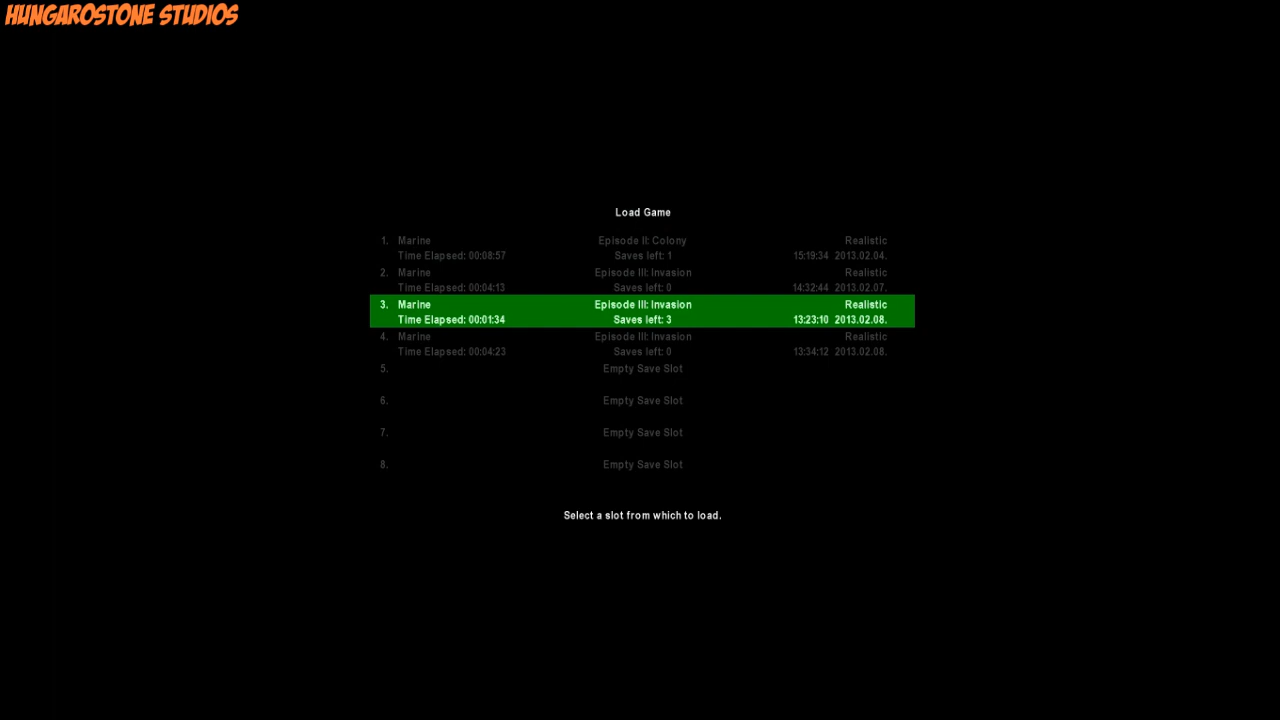 HUNGAROSTONE STUDIOS
Load Game
1. Marine Episode II: Colony Realistic
Time Elapsed: 00:08:57 Saves left: 1 15:19:34 2013.02.04.
2. Marine Episode III: Invasion Realistic
Time Elapsed: 00:04:13 Saves left: 0 14:32:44 2013.02.07.
3. Marine Episode III: Invasion Realistic
Time Elapsed: 00:01:34 Saves left: 3 13:23:10 2013.02.08.
4. Marine Episode III: Invasion Realistic
Time Elapsed: 00:04:23 Saves left: 0 13:34:12 2013.02.08.
5. Empty Save Slot
6. Empty Save Slot
7. Empty Save Slot
8. Empty Save Slot
Select a slot from which to load.